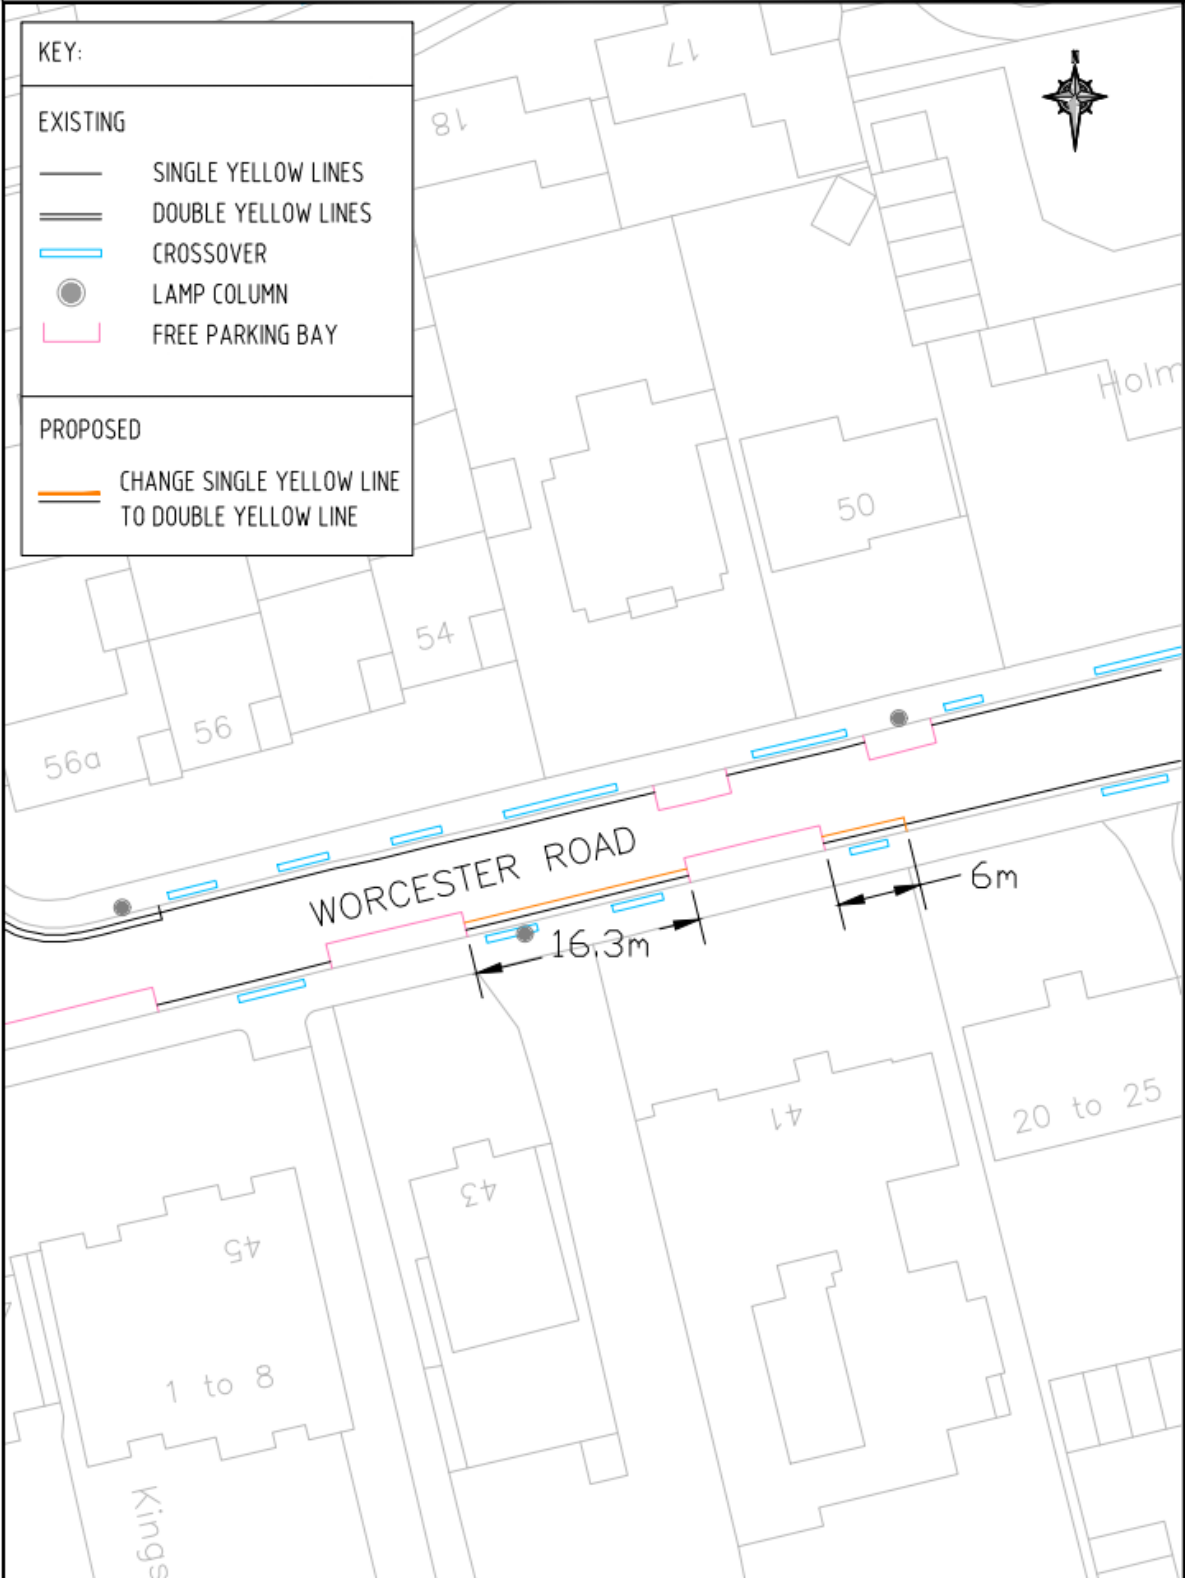 KEY:
EXISTING
SINGLE YELLOW LINES
DOUBLE YELLOW LINES
CROSSOVER
LAMP COLUMN
FREE PARKING BAY
PROPOSED
CHANGE SINGLE YELLOW LINE
TO DOUBLE YELLOW LINE
N
17
18
Holm
50
54
56
56a
WORCESTER ROAD
6m
16.3m
41
20 to 25
43
45
1 to 8
Kings